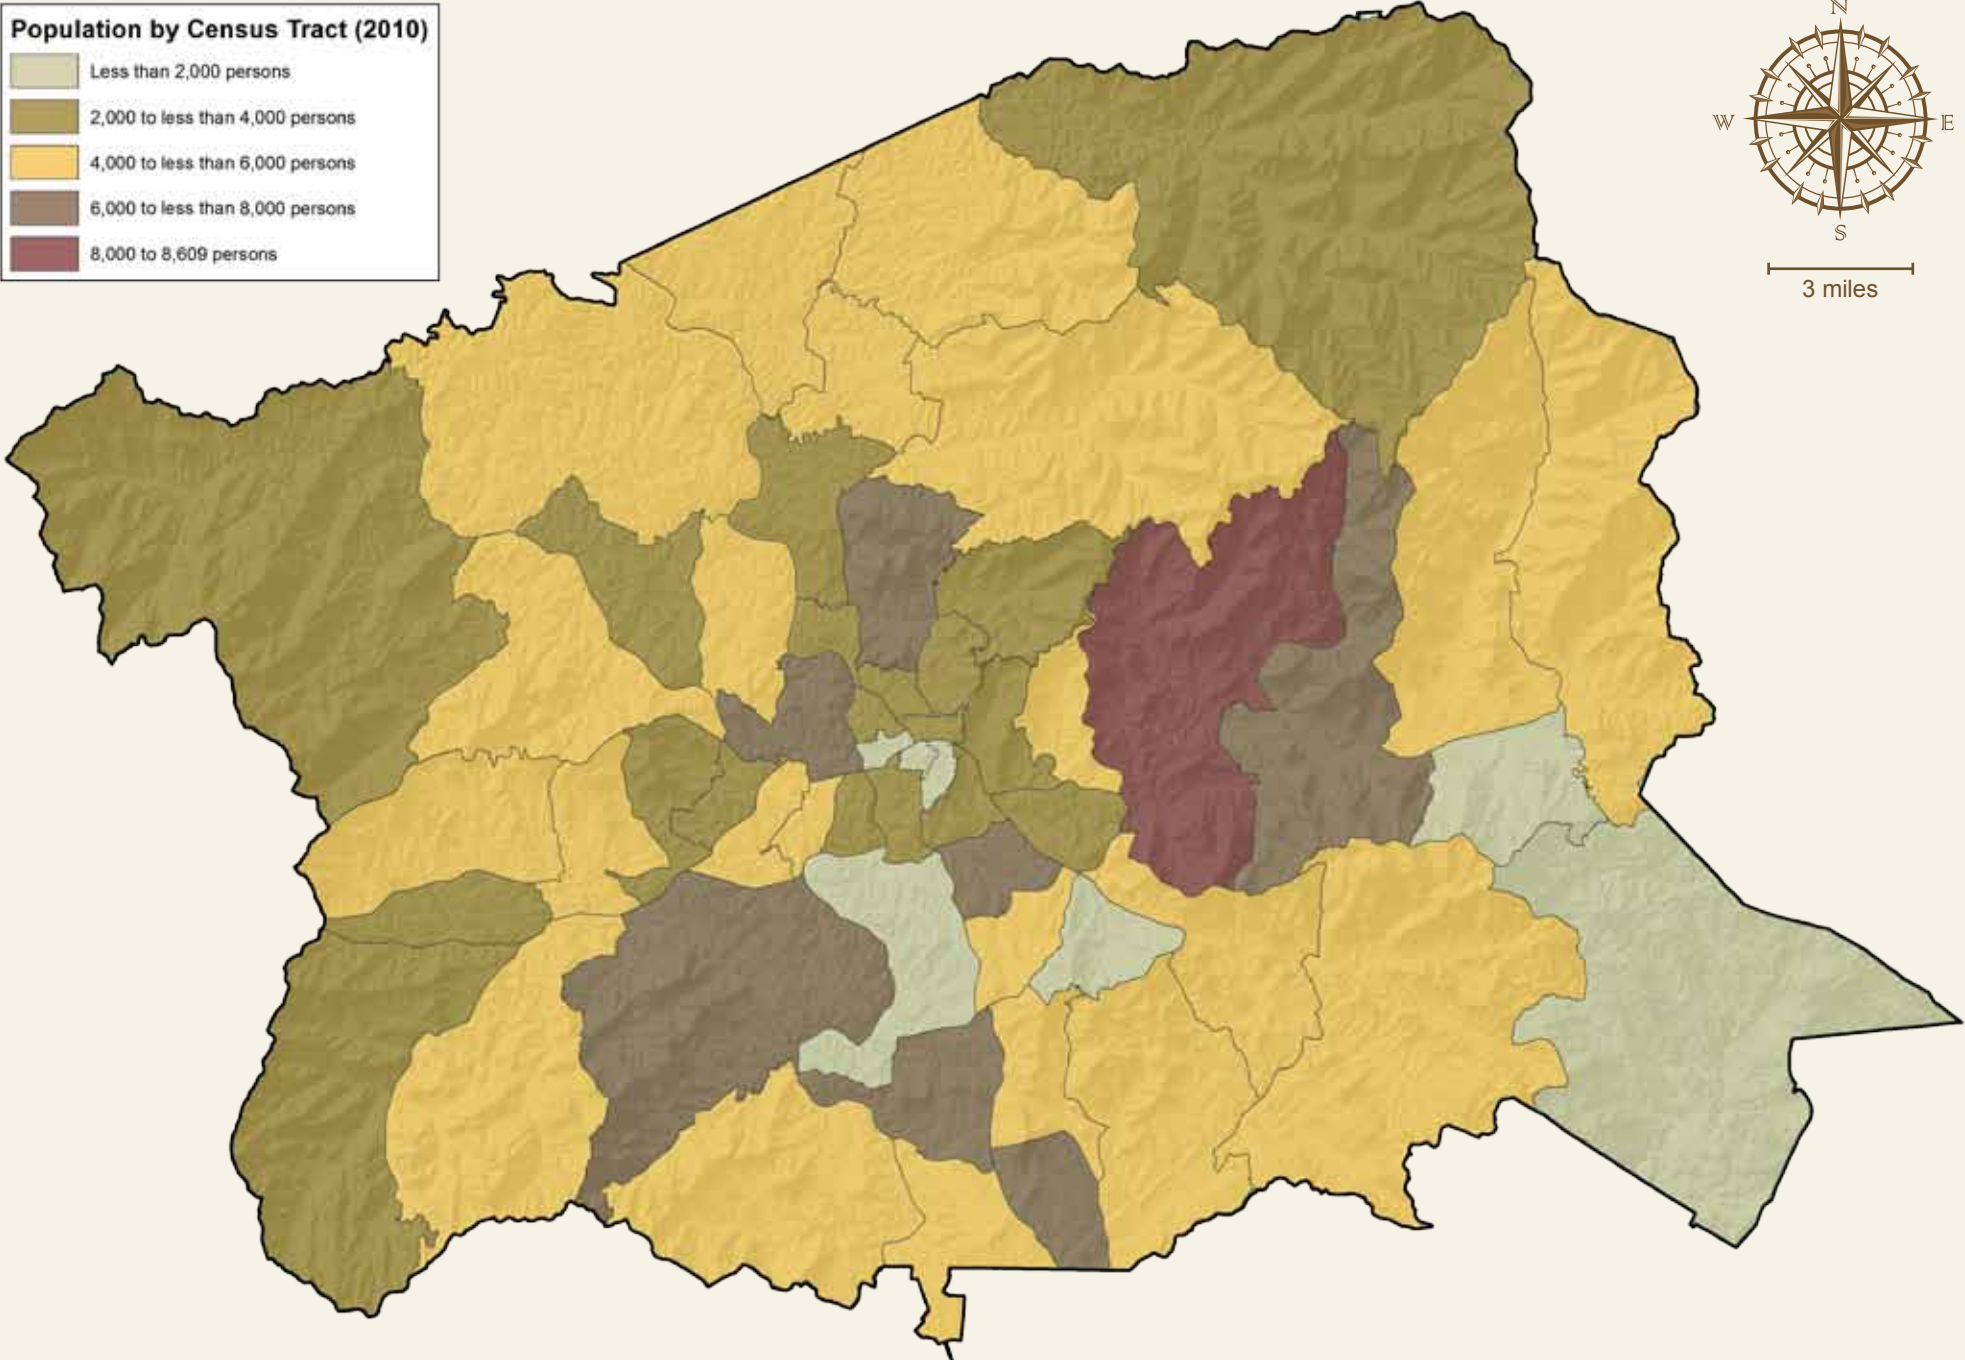 Population by Census Tract (2010)
Less than 2,000 persons
2,000 to less than 4,000 persons
4,000 to less than 6,000 persons
6,000 to less than 8,000 persons
8,000 to 8,609 persons
N
W E
S
3 miles